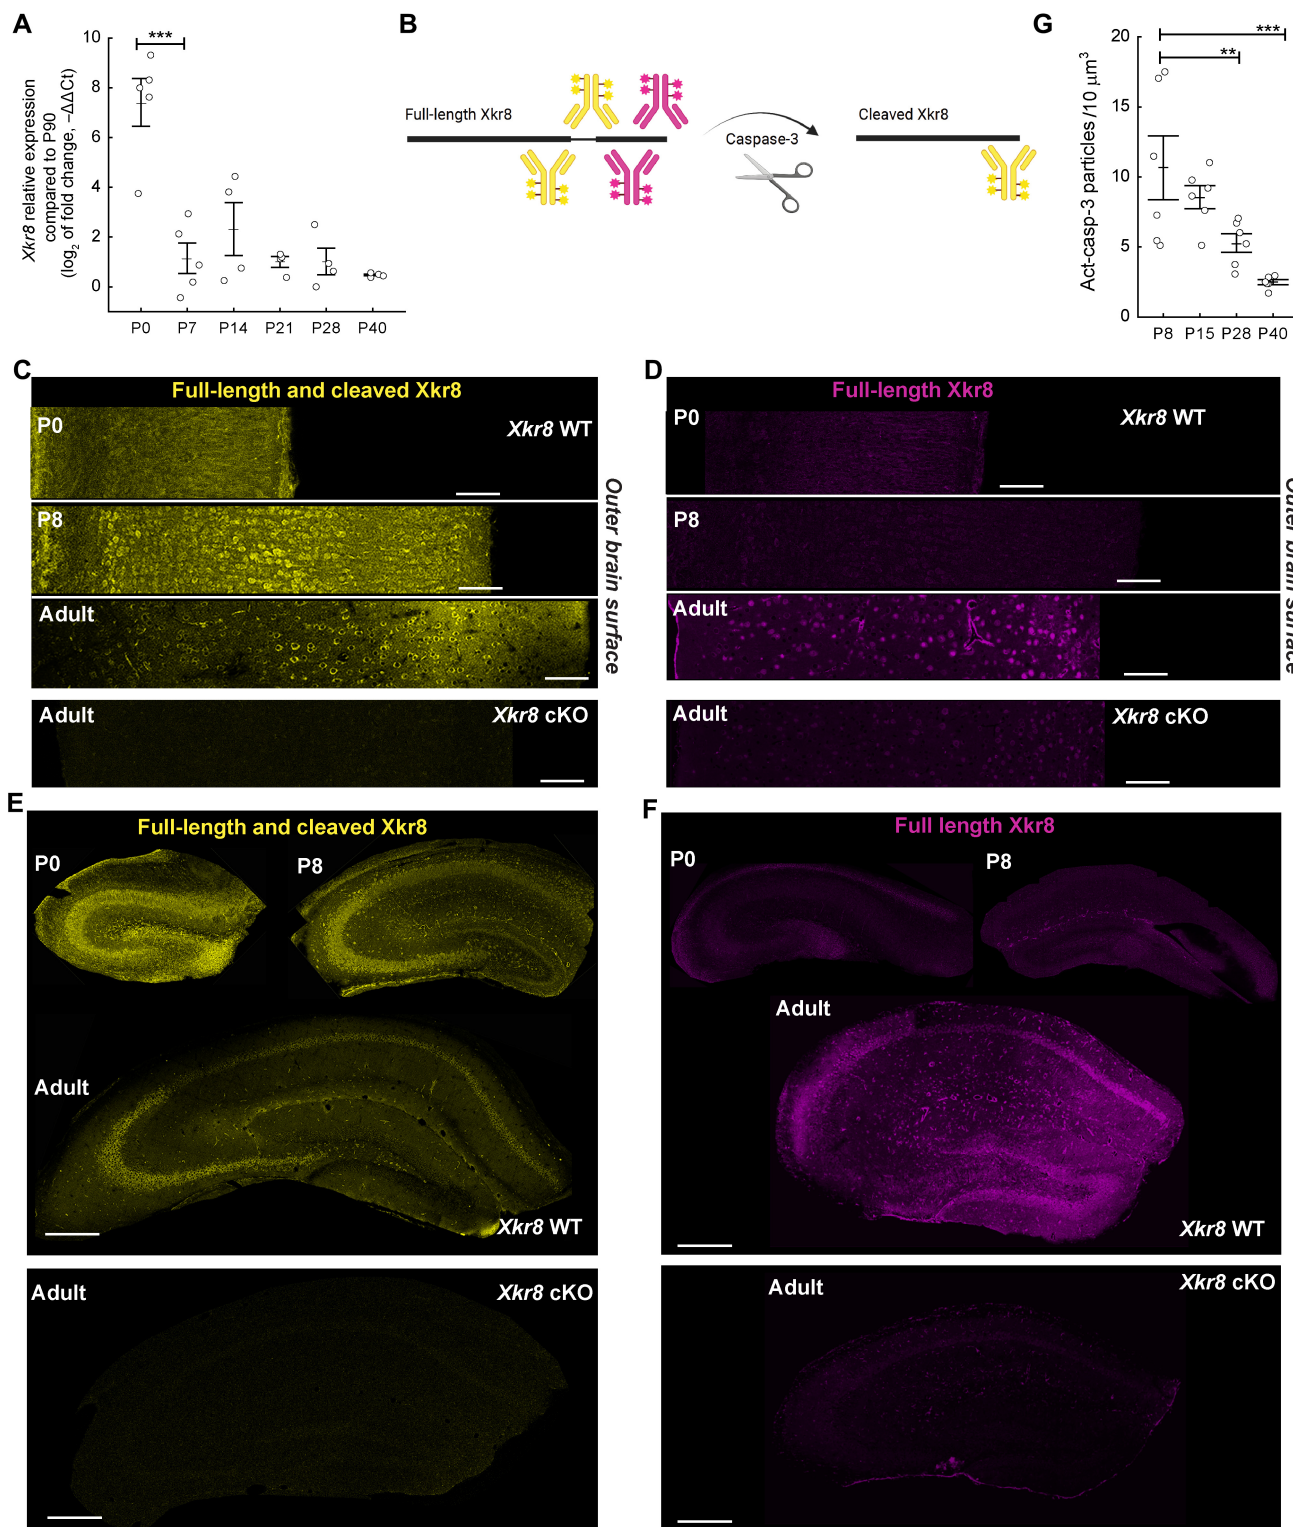 A
Xkr8 relative expression
compared to P90
(log2 of fold change, −ΔΔCt)
10
8
6
4
2
0
***
P0 P7 P14 P21 P28 P40
B
Full-length Xkr8
Caspase-3
Cleaved Xkr8
G
Act-casp-3 particles /10 μm³
20
15
10
5
0
***
**
P8 P15 P28 P40
C
Full-length and cleaved Xkr8
P0
Xkr8 WT
P8
Adult
Adult
Xkr8 cKO
Outer brain surface
D
Full-length Xkr8
P0
Xkr8 WT
P8
Adult
Adult
Xkr8 cKO
Outer brain surface
E
Full-length and cleaved Xkr8
P0
P8
Adult
Xkr8 WT
Adult
Xkr8 cKO
F
Full length Xkr8
P0
P8
Adult
Xkr8 WT
Adult
Xkr8 cKO